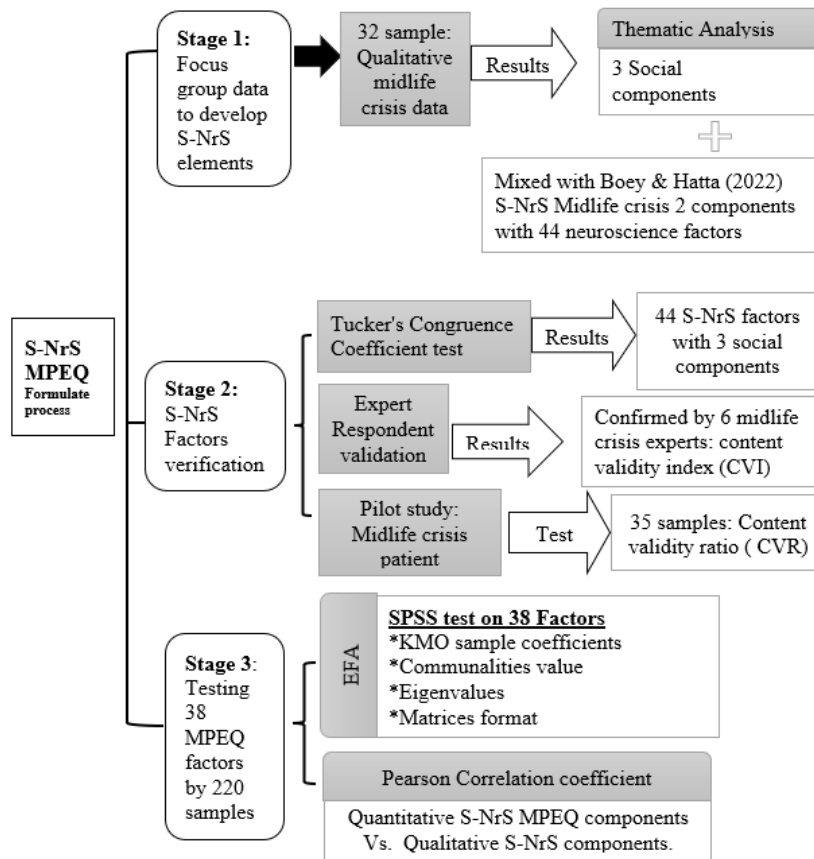 S-NrS
MPEQ
Formulate
process
Stage 1:
Focus
group data
to develop
S-NrS
elements
32 sample:
Qualitative
midlife
crisis data
Results
Thematic Analysis
3 Social
components
Mixed with Boey & Hatta (2022)
S-NrS Midlife crisis 2 components
with 44 neuroscience factors
Stage 2:
S-NrS
Factors
verification
Tucker's Congruence
Coefficient test
Results
44 S-NrS factors
with 3 social
components
Expert
Respondent
validation
Results
Confirmed by 6 midlife
crisis experts: content
validity index (CVI)
Pilot study:
Midlife crisis
patient
Test
35 samples: Content
validity ratio ( CVR)
Stage 3:
Testing
38
MPEQ
factors
by 220
samples
EFA
SPSS test on 38 Factors
*KMO sample coefficients
*Communalities value
*Eigenvalues
*Matrices format
Pearson Correlation coefficient
Quantitative S-NrS MPEQ components
Vs. Qualitative S-NrS components.